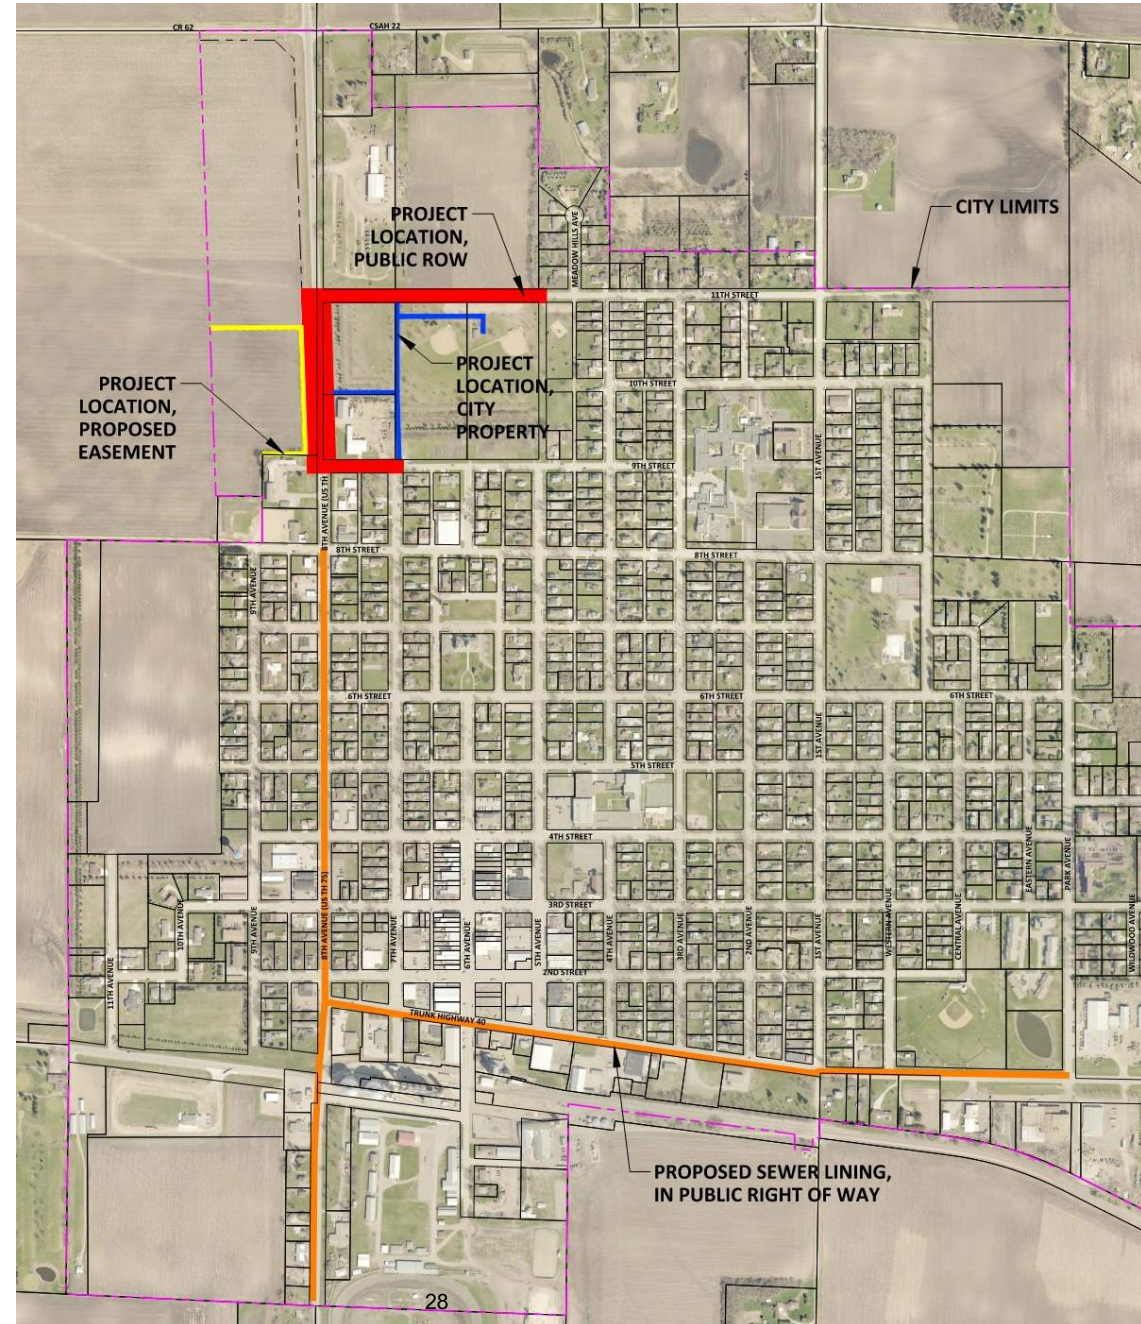 CR 62
CSAH 22
PROJECT
LOCATION,
PUBLIC ROW
MEADOW HILLS AVE
CITY LIMITS
11TH STREET
PROJECT
LOCATION,
PROPOSED
EASEMENT
PROJECT
LOCATION,
CITY
PROPERTY
10TH STREET
9TH STREET
1ST AVENUE
8TH AVENUE (US TH
8TH STREET
8TH STREET
9TH AVENUE
6TH STREET
6TH STREET
6TH STREET
1ST AVENUE
5TH STREET
4TH STREET
EASTERN AVENUE
PARK AVENUE
8TH AVENUE (US TH 75)
3RD STREET
10TH AVENUE
9TH AVENUE
7TH AVENUE
6TH AVENUE
5TH AVENUE
4TH AVENUE
3RD AVENUE
2ND AVENUE
1ST AVENUE
WESTERN AVENUE
CENTRAL AVENUE
WILDWOOD AVENUE
11TH AVENUE
2ND STREET
TRUNK HIGHWAY 40
PROPOSED SEWER LINING,
IN PUBLIC RIGHT OF WAY
28